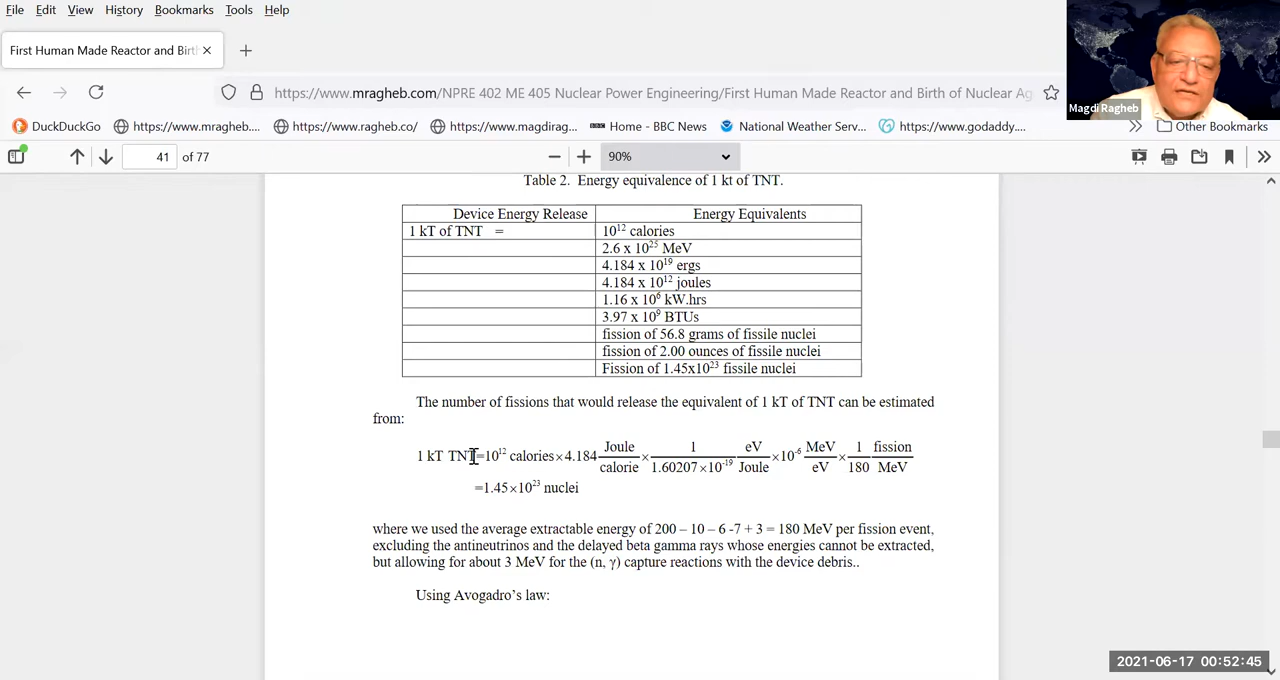 File Edit View History Bookmarks Tools Help
First Human Made Reactor and Birt
https://www.mragheb.com/NPRE 402 ME 405 Nuclear Power Engineering/First Human Made Reactor and Birth of Nuclear Ag
Magdi Ragheb
DuckDuckGo https://www.mragheb.... https://www.ragheb.co/ https://www.magdirag... Home - BBC News National Weather Serv... https://www.godaddy.... Other Bookmarks
41 of 77 90%
Table 2. Energy equivalence of 1 kt of TNT.
Device Energy Release Energy Equivalents
1 kT of TNT = 10¹² calories
2.6 x 10²⁵ MeV
4.184 x 10¹⁹ ergs
4.184 x 10¹² joules
1.16 x 10⁶ kW.hrs
3.97 x 10⁹ BTUs
fission of 56.8 grams of fissile nuclei
fission of 2.00 ounces of fissile nuclei
Fission of 1.45x10²³ fissile nuclei
The number of fissions that would release the equivalent of 1 kT of TNT can be estimated
from:
1 kT TNT=10¹² calories×4.184 Joule/calorie × 1/1.60207×10⁻¹⁹ eV/Joule ×10⁻⁶ MeV/eV × 1/180 fission/MeV
=1.45×10²³ nuclei
where we used the average extractable energy of 200 – 10 – 6 -7 + 3 = 180 MeV per fission event,
excluding the antineutrinos and the delayed beta gamma rays whose energies cannot be extracted,
but allowing for about 3 MeV for the (n, γ) capture reactions with the device debris..
Using Avogadro’s law:
2021-06-17 00:52:45